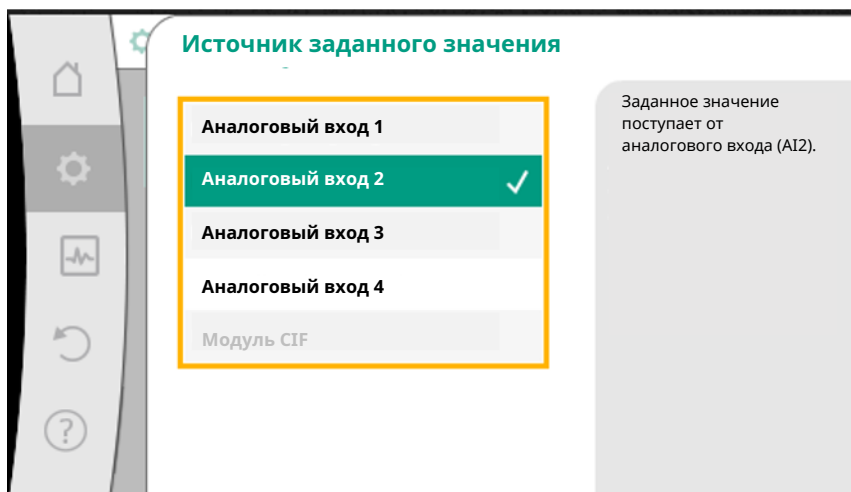 Источник заданного значения
Аналоговый вход 1
Аналоговый вход 2
Аналоговый вход 3
Аналоговый вход 4
Модуль CIF
Заданное значение
поступает от
аналогового входа (AI2).
?